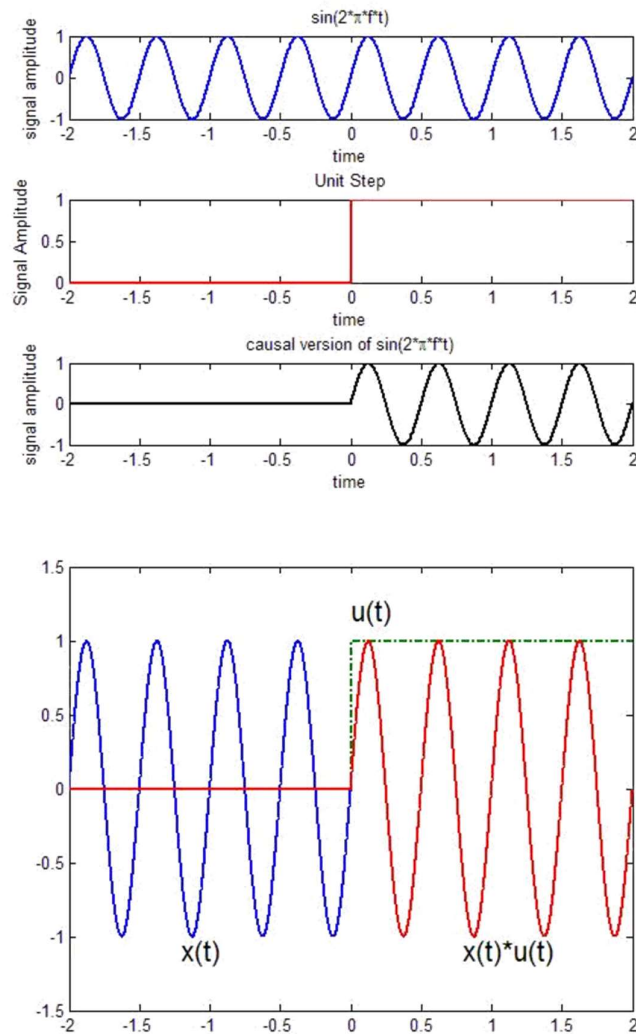 sin(2*π*f*t)
signal amplitude
1
0
-1
-2 -1.5 -1 -0.5 0 0.5 1 1.5 2
time
Unit Step
Signal Amplitude
1
0.5
0
-2 -1.5 -1 -0.5 0 0.5 1 1.5 2
time
causal version of sin(2*π*f*t)
signal amplitude
1
0
-1
-2 -1.5 -1 -0.5 0 0.5 1 1.5 2
time
1.5
u(t)
1
0.5
0
-0.5
-1
x(t) x(t)*u(t)
-1.5
-2 -1.5 -1 -0.5 0 0.5 1 1.5 2